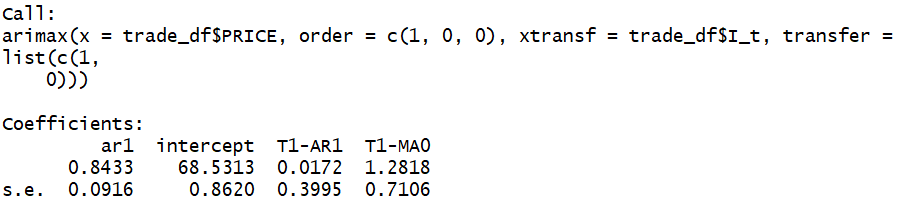 Call:
arimax(x = trade_df$PRICE, order = c(1, 0, 0), xtransf = trade_df$I_t, transfer =
list(c(1,
    0)))

Coefficients:
         ar1  intercept  T1-AR1  T1-MA0
      0.8433    68.5313  0.0172  1.2818
s.e.  0.0916     0.8620  0.3995  0.7106